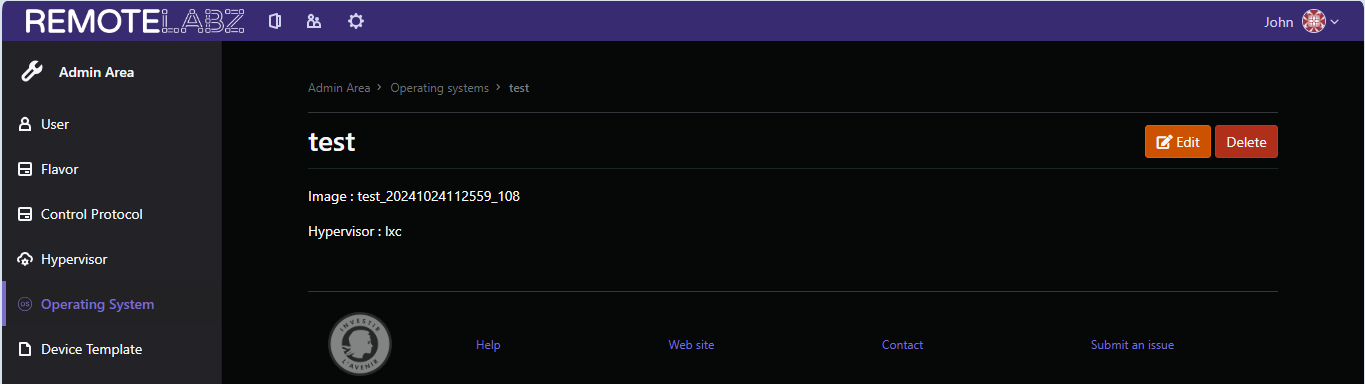 REMOTELABZ
John
Admin Area
User
Flavor
Control Protocol
Hypervisor
Operating System
Device Template
Admin Area > Operating systems > test
test
Edit
Delete
Image : test_20241024112559_108
Hypervisor : lxc
INVESTIR
L'AVENIR
Help
Web site
Contact
Submit an issue